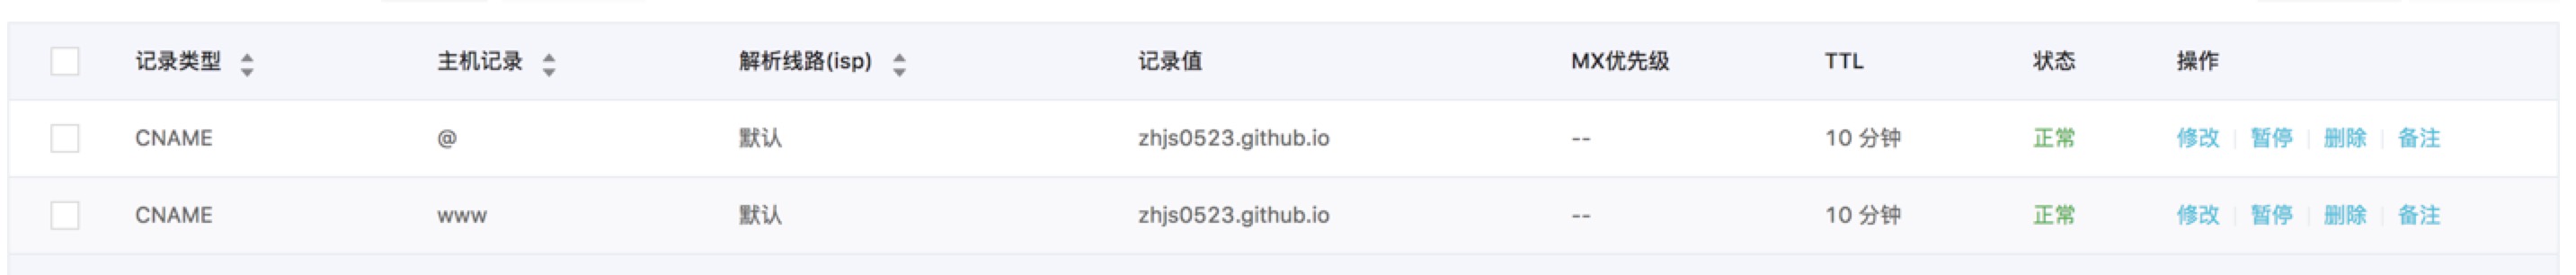 记录类型 主机记录 解析线路(isp) 记录值 MX优先级 TTL 状态 操作
CNAME @ 默认 zhjs0523.github.io -- 10 分钟 正常 修改 暂停 删除 备注
CNAME www 默认 zhjs0523.github.io -- 10 分钟 正常 修改 暂停 删除 备注